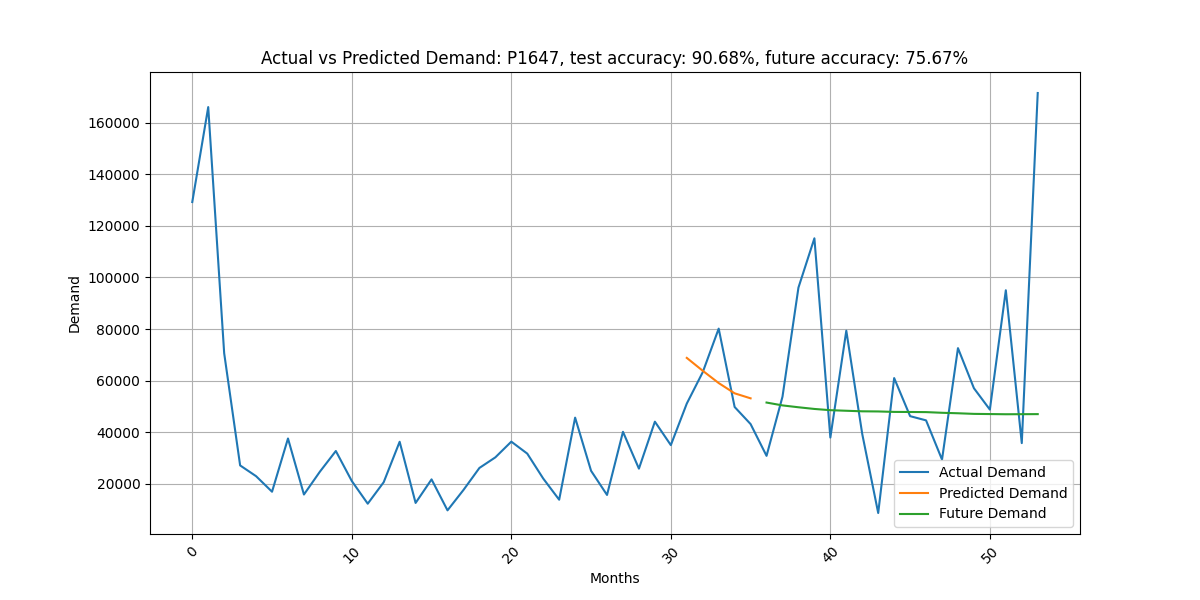 Actual vs Predicted Demand: P1647, test accuracy: 90.68%, future accuracy: 75.67%
160000
140000
120000
100000
80000
60000
40000
20000
Demand
0
10
20
30
40
50
Months
Actual Demand
Predicted Demand
Future Demand